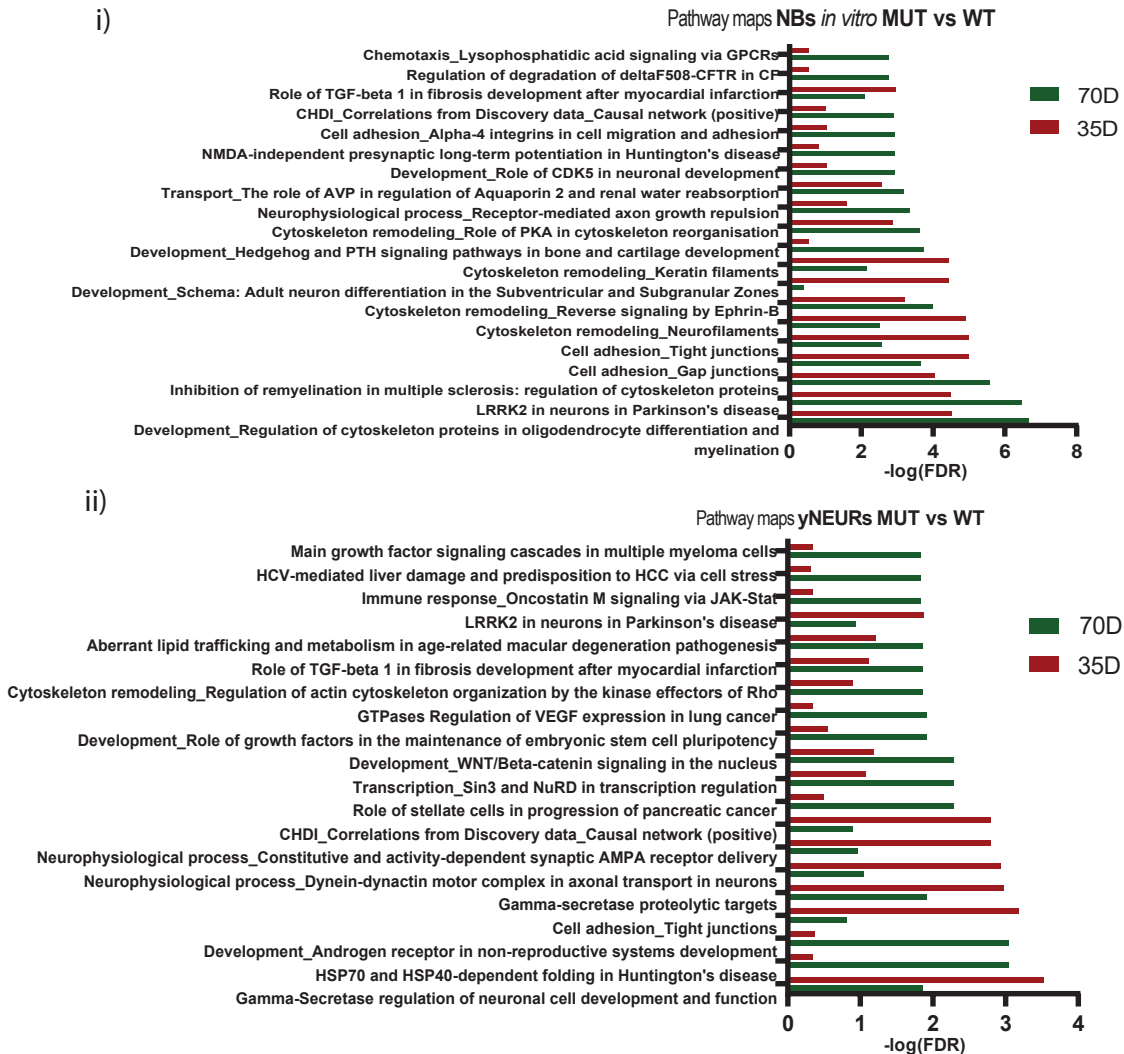 i)
Pathway maps NBs in vitro MUT vs WT
Chemotaxis_Lysophosphatidic acid signaling via GPCRs
Regulation of degradation of deltaF508-CFTR in CF
Role of TGF-beta 1 in fibrosis development after myocardial infarction
CHDI_Correlations from Discovery data_Causal network (positive)
Cell adhesion_Alpha-4 integrins in cell migration and adhesion
NMDA-independent presynaptic long-term potentiation in Huntington's disease
Development_Role of CDK5 in neuronal development
Transport_The role of AVP in regulation of Aquaporin 2 and renal water reabsorption
Neurophysiological process_Receptor-mediated axon growth repulsion
Cytoskeleton remodeling_Role of PKA in cytoskeleton reorganisation
Development_Hedgehog and PTH signaling pathways in bone and cartilage development
Cytoskeleton remodeling_Keratin filaments
Development_Schema: Adult neuron differentiation in the Subventricular and Subgranular Zones
Cytoskeleton remodeling_Reverse signaling by Ephrin-B
Cytoskeleton remodeling_Neurofilaments
Cell adhesion_Tight junctions
Cell adhesion_Gap junctions
Inhibition of remyelination in multiple sclerosis: regulation of cytoskeleton proteins
LRRK2 in neurons in Parkinson's disease
Development_Regulation of cytoskeleton proteins in oligodendrocyte differentiation and
myelination
70D
35D
0 2 4 6 8
-log(FDR)
ii)
Pathway maps yNEURs MUT vs WT
Main growth factor signaling cascades in multiple myeloma cells
HCV-mediated liver damage and predisposition to HCC via cell stress
Immune response_Oncostatin M signaling via JAK-Stat
LRRK2 in neurons in Parkinson's disease
Aberrant lipid trafficking and metabolism in age-related macular degeneration pathogenesis
Role of TGF-beta 1 in fibrosis development after myocardial infarction
Cytoskeleton remodeling_Regulation of actin cytoskeleton organization by the kinase effectors of Rho
GTPases Regulation of VEGF expression in lung cancer
Development_Role of growth factors in the maintenance of embryonic stem cell pluripotency
Development_WNT/Beta-catenin signaling in the nucleus
Transcription_Sin3 and NuRD in transcription regulation
Role of stellate cells in progression of pancreatic cancer
CHDI_Correlations from Discovery data_Causal network (positive)
Neurophysiological process_Constitutive and activity-dependent synaptic AMPA receptor delivery
Neurophysiological process_Dynein-dynactin motor complex in axonal transport in neurons
Gamma-secretase proteolytic targets
Cell adhesion_Tight junctions
Development_Androgen receptor in non-reproductive systems development
HSP70 and HSP40-dependent folding in Huntington's disease
Gamma-Secretase regulation of neuronal cell development and function
70D
35D
0 1 2 3 4
-log(FDR)